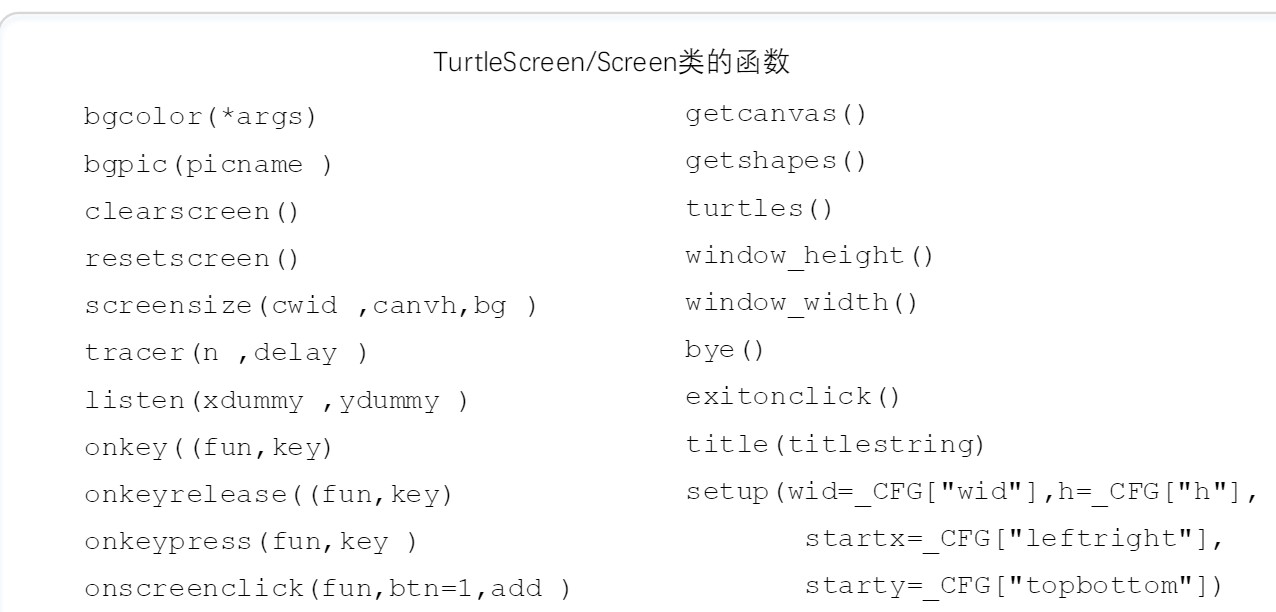 TurtleScreen/Screen类的函数
bgcolor(*args)
bgpic(picname )
clearscreen()
resetscreen()
screensize(cwid ,canvh,bg )
tracer(n ,delay )
listen(xdummy ,ydummy )
onkey((fun,key)
onkeyrelease((fun,key)
onkeypress(fun,key )
onscreenclick(fun,btn=1,add )
getcanvas()
getshapes()
turtles()
window_height()
window_width()
bye()
exitonclick()
title(titlestring)
setup(wid=_CFG["wid"],h=_CFG["h"],
startx=_CFG["leftright"],
starty=_CFG["topbottom"])